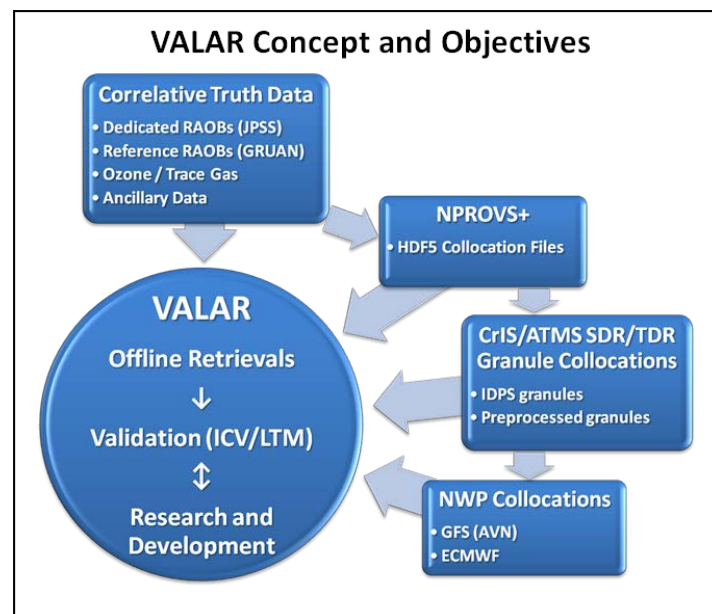 VALAR Concept and Objectives
Correlative Truth Data
• Dedicated RAOBs (JPSS)
• Reference RAOBs (GRUAN)
• Ozone / Trace Gas
• Ancillary Data
NPROVS+
• HDF5 Collocation Files
VALAR
Offline Retrievals
↓
Validation (ICV/LTM)
↕
Research and
Development
CrIS/ATMS SDR/TDR
Granule Collocations
• IDPS granules
• Preprocessed granules
NWP Collocations
• GFS (AVN)
• ECMWF